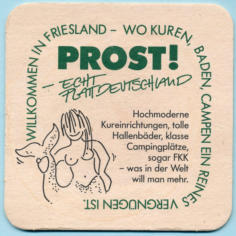 WILLKOMMEN IN FRIESLAND – WO KUREN, BADEN, CAMPEN EIN REINES VERGNÜGEN IST.
PROST!
– ECHT
PLATTDEUTSCHLAND
Hochmoderne
Kureinrichtungen, tolle
Hallenbäder, klasse
Campingplätze,
sogar FKK
– was in der Welt
will man mehr.